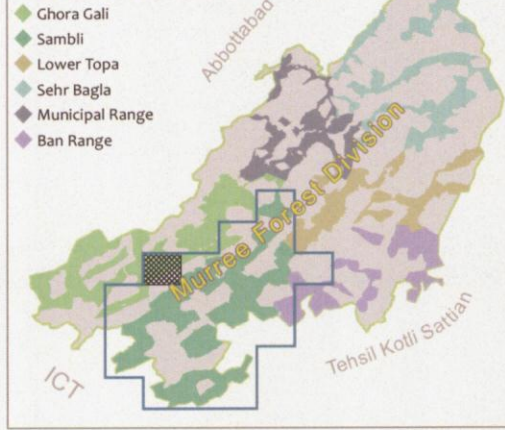 Ghora Gali
Sambli
Lower Topa
Sehr Bagla
Municipal Range
Ban Range
Abbottabad
Murree Forest Division
Tehsil Kotli Sattian
ICT